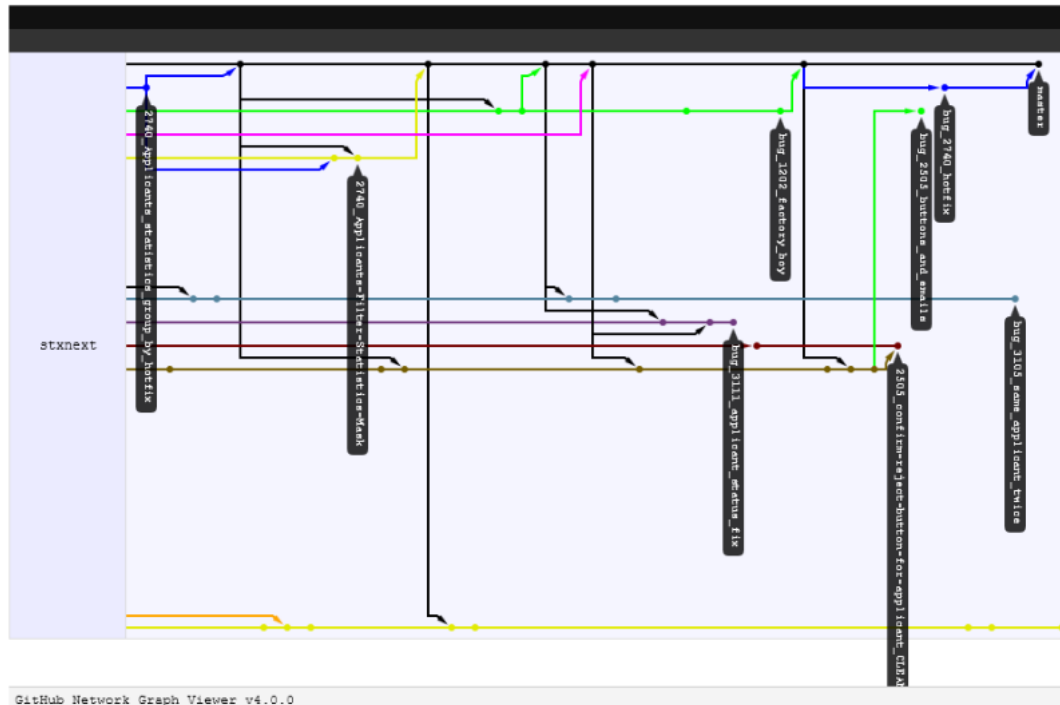 2740_Applicants_statistics_group_by_hotfix
2740_Applicants-Filter-Statistics-Mask
bug_3111_applicant_status_fix
bug_1202_factory_boy
2505_confirm-reject-button-for-applicant_CLEAN
bug_2505_buttons_and_emails
bug_2740_hotfix
bug_3105_same_applicant_twice
master
stxnext
GitHub Network Graph Viewer v4.0.0